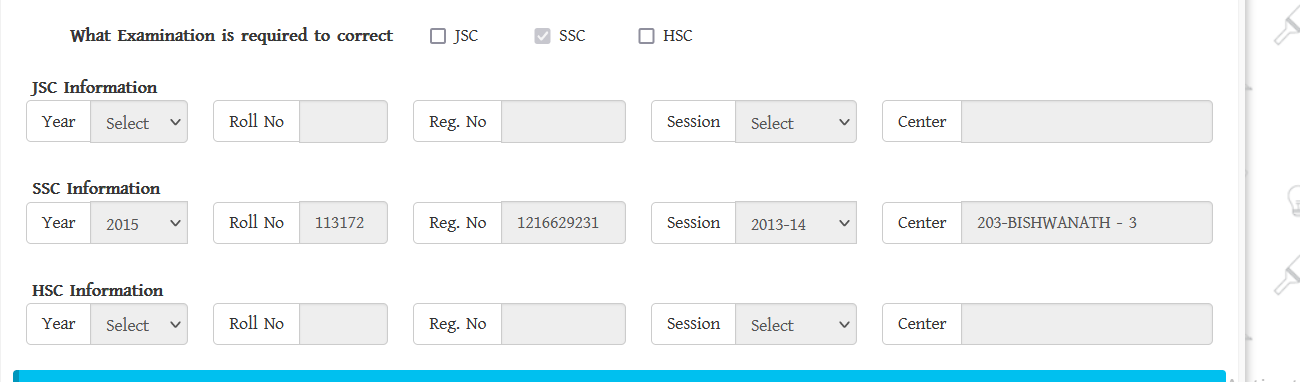 What Examination is required to correct JSC SSC HSC
JSC Information
Year Select Roll No Reg. No Session Select Center
SSC Information
Year 2015 Roll No 113172 Reg. No 1216629231 Session 2013-14 Center 203-BISHWANATH - 3
HSC Information
Year Select Roll No Reg. No Session Select Center